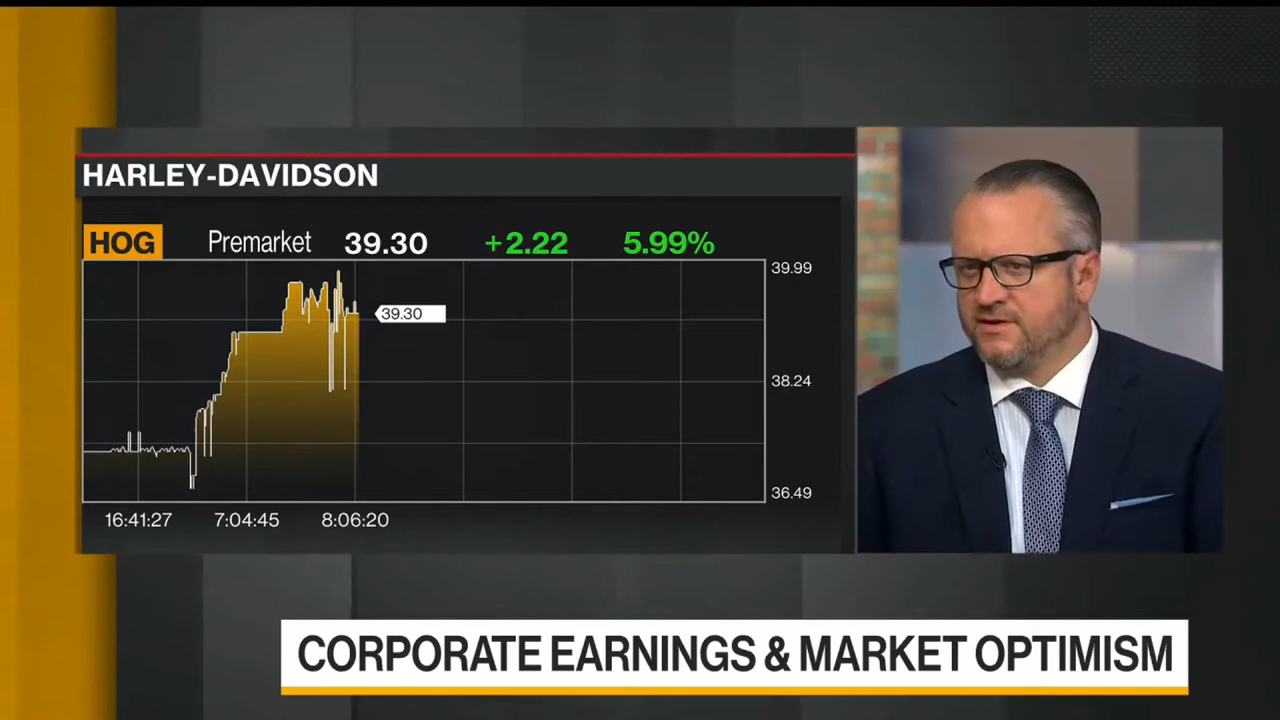 HARLEY-DAVIDSON
HOG Premarket 39.30 +2.22 5.99%
39.99
39.30
38.24
36.49
16:41:27 7:04:45 8:06:20
CORPORATE EARNINGS & MARKET OPTIMISM